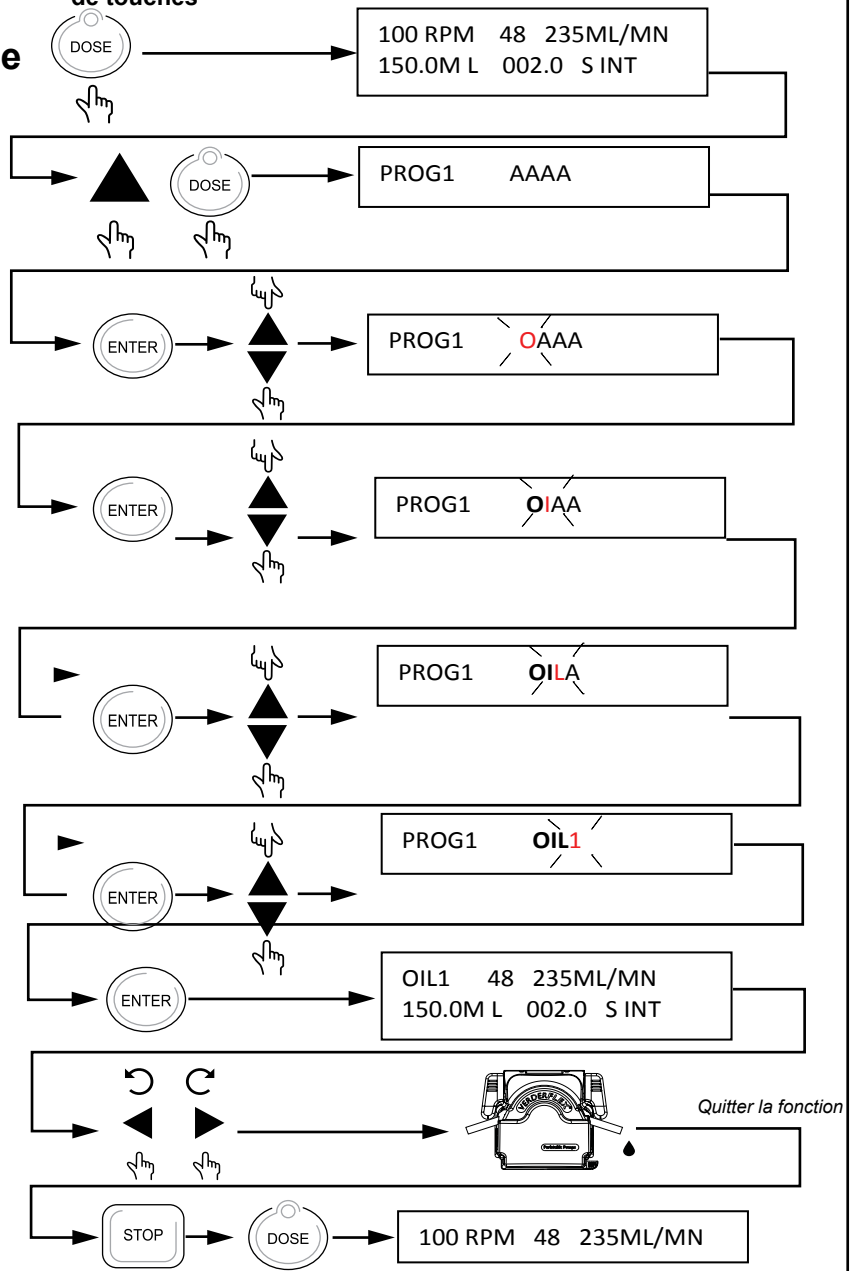 de touches
e
DOSE
100 RPM 48 235ML/MN
150.0M L 002.0 S INT
DOSE
PROG1 AAAA
ENTER
PROG1 OAAA
ENTER
PROG1 OIAA
ENTER
PROG1 OILA
ENTER
PROG1 OIL1
ENTER
OIL1 48 235ML/MN
150.0M L 002.0 S INT
VERDERFLEX
Quitter la fonction
STOP
DOSE
100 RPM 48 235ML/MN